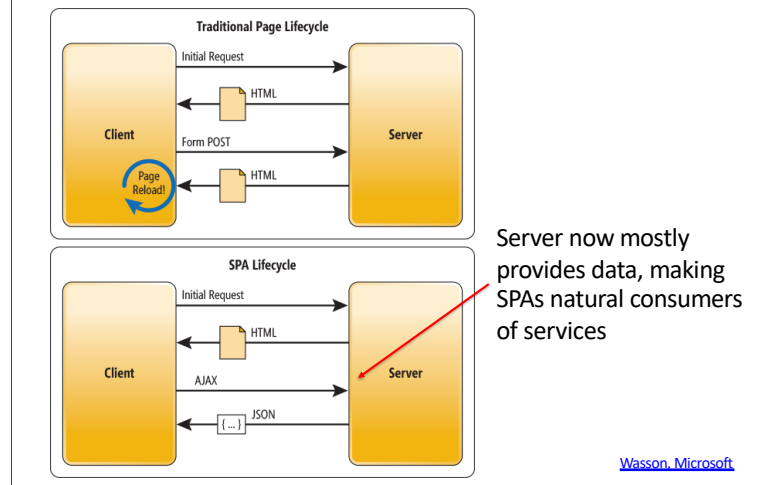 Traditional Page Lifecycle
Initial Request
HTML
Client
Server
Form POST
Page
Reload!
HTML
Server now mostly
provides data, making
SPAs natural consumers
of services
SPA Lifecycle
Initial Request
HTML
Client
Server
AJAX
JSON
{ ... }
Wasson, Microsoft